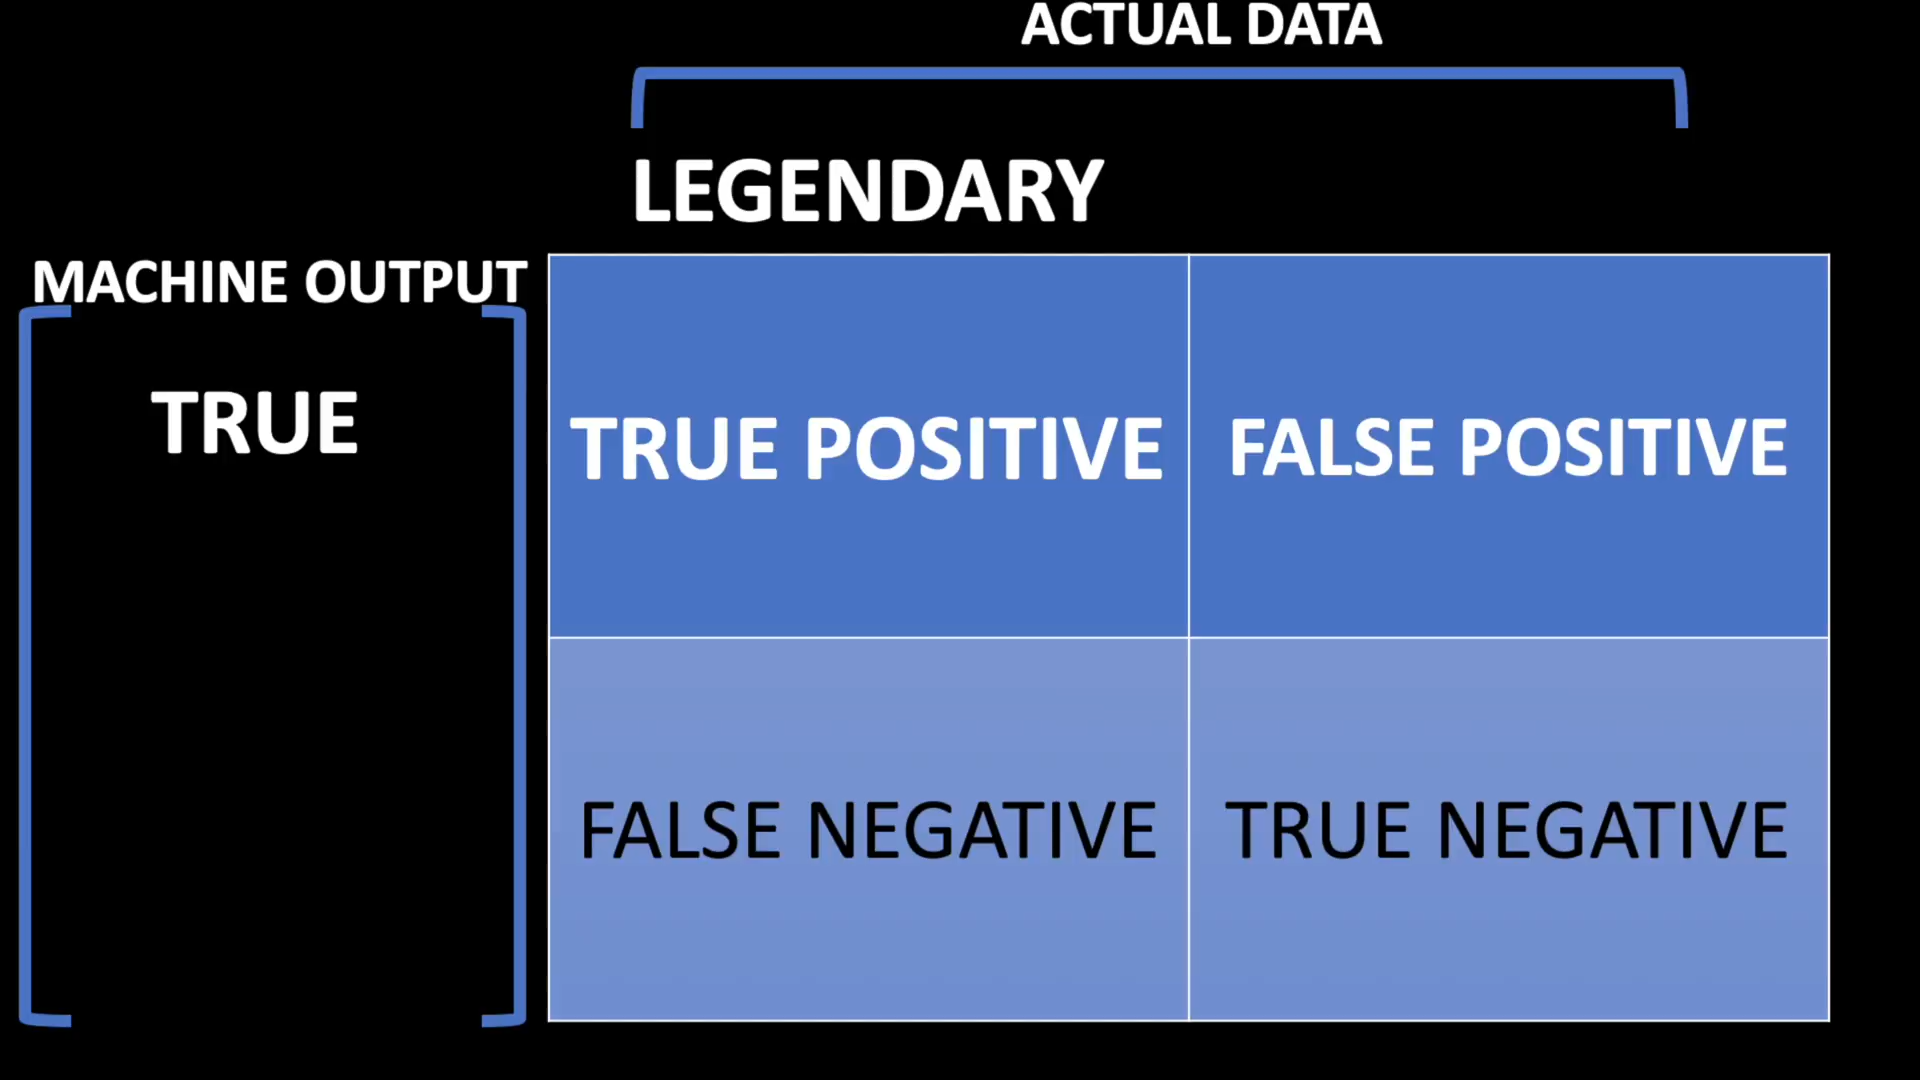 ACTUAL DATA
LEGENDARY
MACHINE OUTPUT
TRUE
TRUE POSITIVE
FALSE POSITIVE
FALSE NEGATIVE
TRUE NEGATIVE